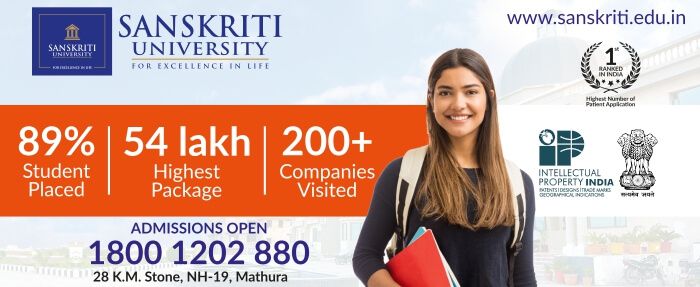 SANSKRITI
UNIVERSITY
FOR EXCELLENCE IN LIFE
SANSKRITI
UNIVERSITY
FOR EXCELLENCE IN LIFE
www.sanskriti.edu.in
1st
RANKED
IN INDIA
Highest Number of
Patient Application
89%
Student
Placed
54 lakh
Highest
Package
200+
Companies
Visited
INTELLECTUAL
PROPERTY INDIA
PATENTS | DESIGNS | TRADE MARKS
GEOGRAPHICAL INDICATIONS
सत्यमेव जयते
ADMISSIONS OPEN
1800 1202 880
28 K.M. Stone, NH-19, Mathura